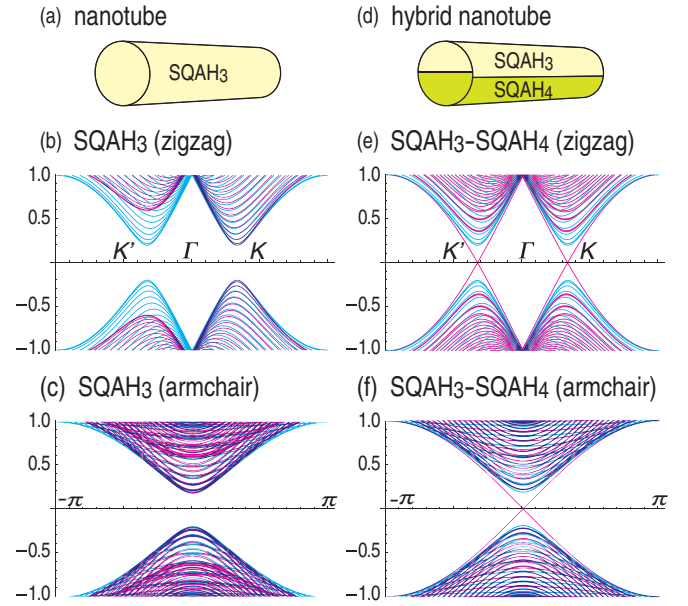 (a) nanotube
SQAH₃
(d) hybrid nanotube
SQAH₃
SQAH₄
(b) SQAH₃ (zigzag)
1.0
0.5
K' Γ K
−0.5
−1.0
(e) SQAH₃-SQAH₄ (zigzag)
1.0
0.5
K' Γ K
−0.5
−1.0
(c) SQAH₃ (armchair)
1.0
0.5
-π π
−0.5
−1.0
(f) SQAH₃-SQAH₄ (armchair)
1.0
0.5
-π π
−0.5
−1.0